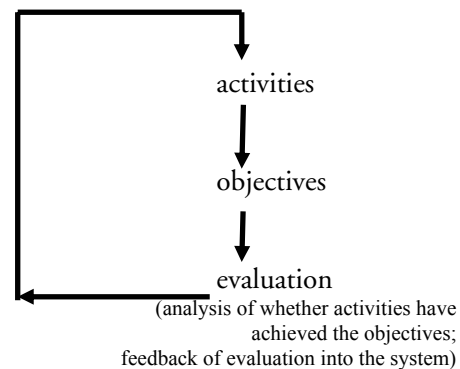 activities
objectives
evaluation
(analysis of whether activities have
achieved the objectives;
feedback of evaluation into the system)